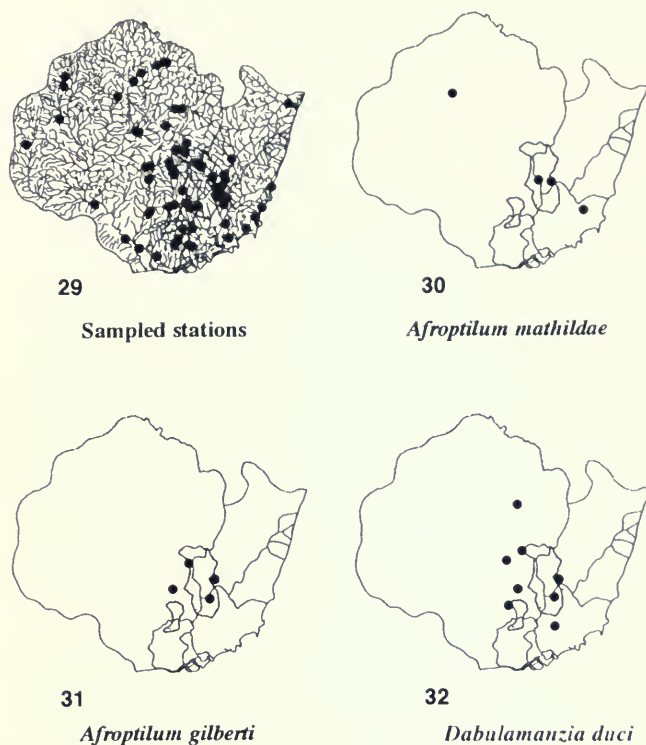 29
Sampled stations
30
Afroptilum mathildae
31
Afroptilum gilberti
32
Dabulamanzia duci